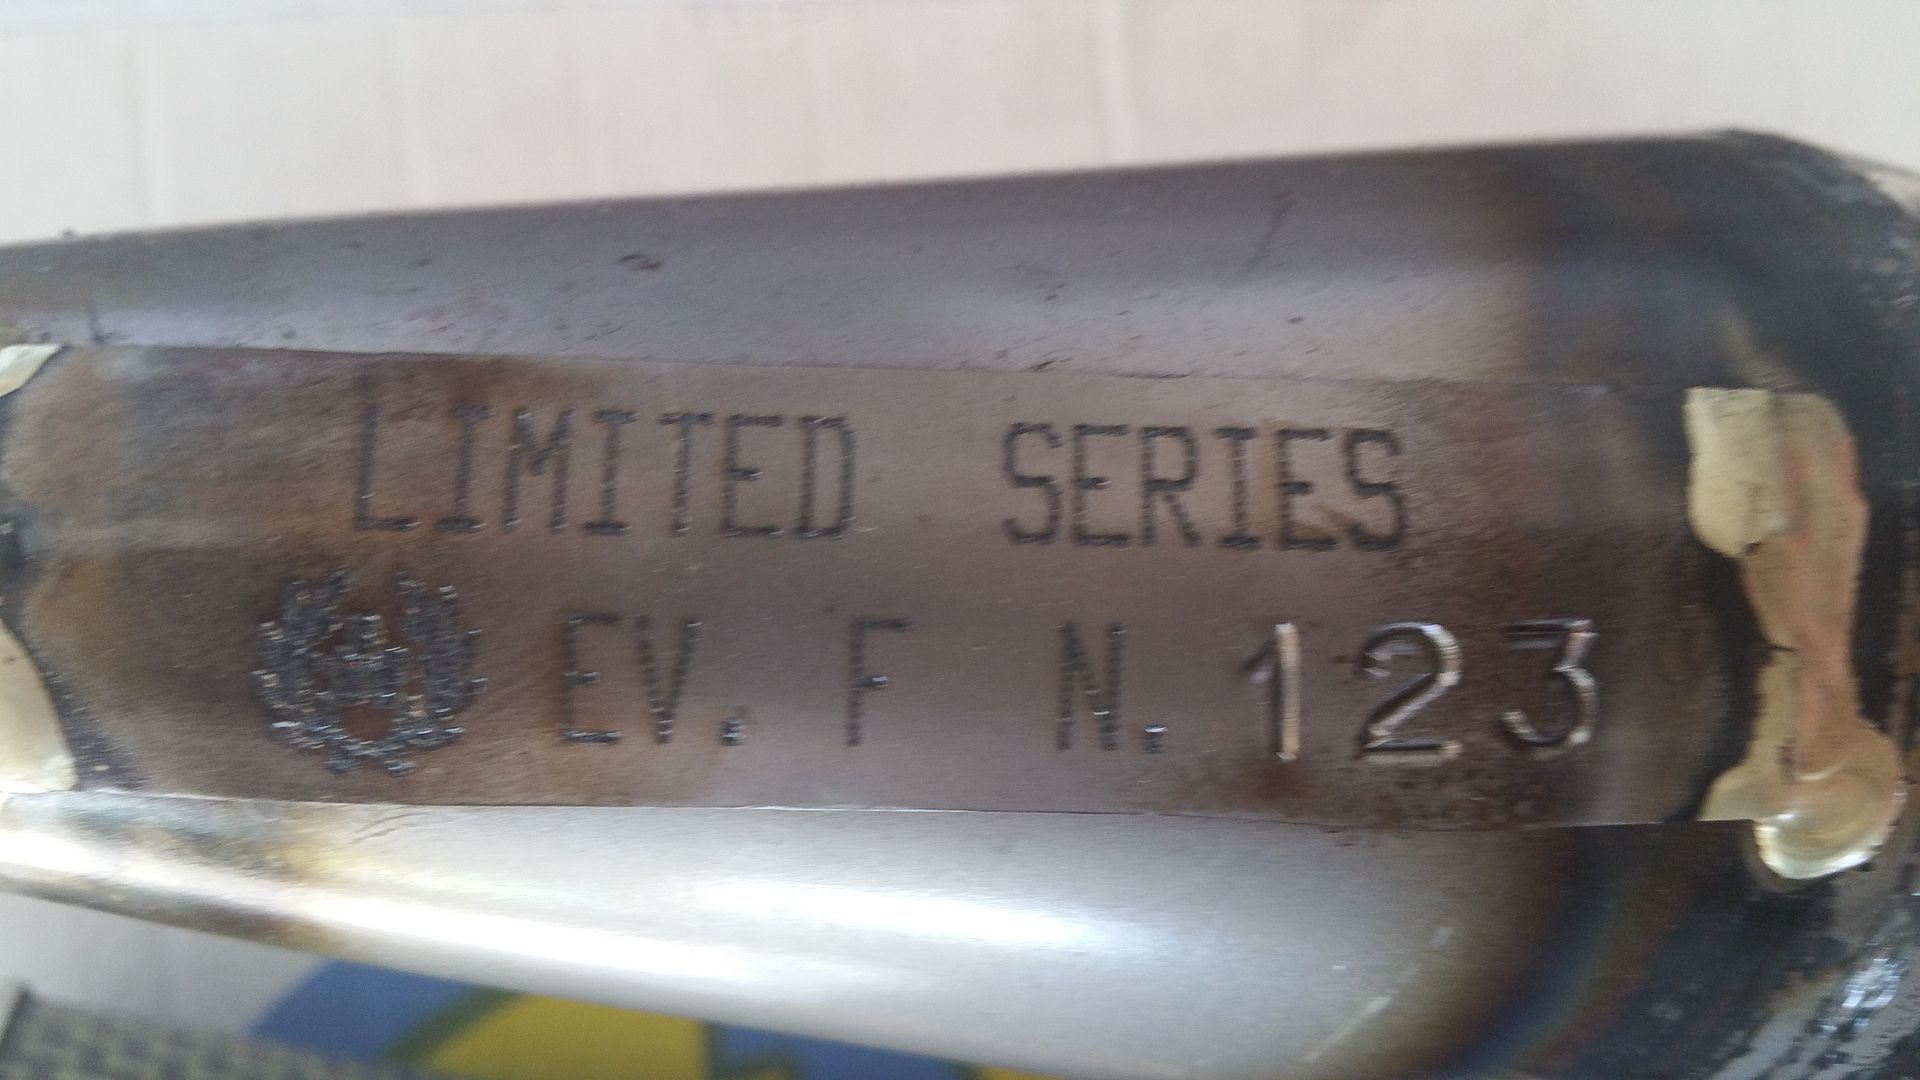 LIMITED SERIES
EV. F N. 123